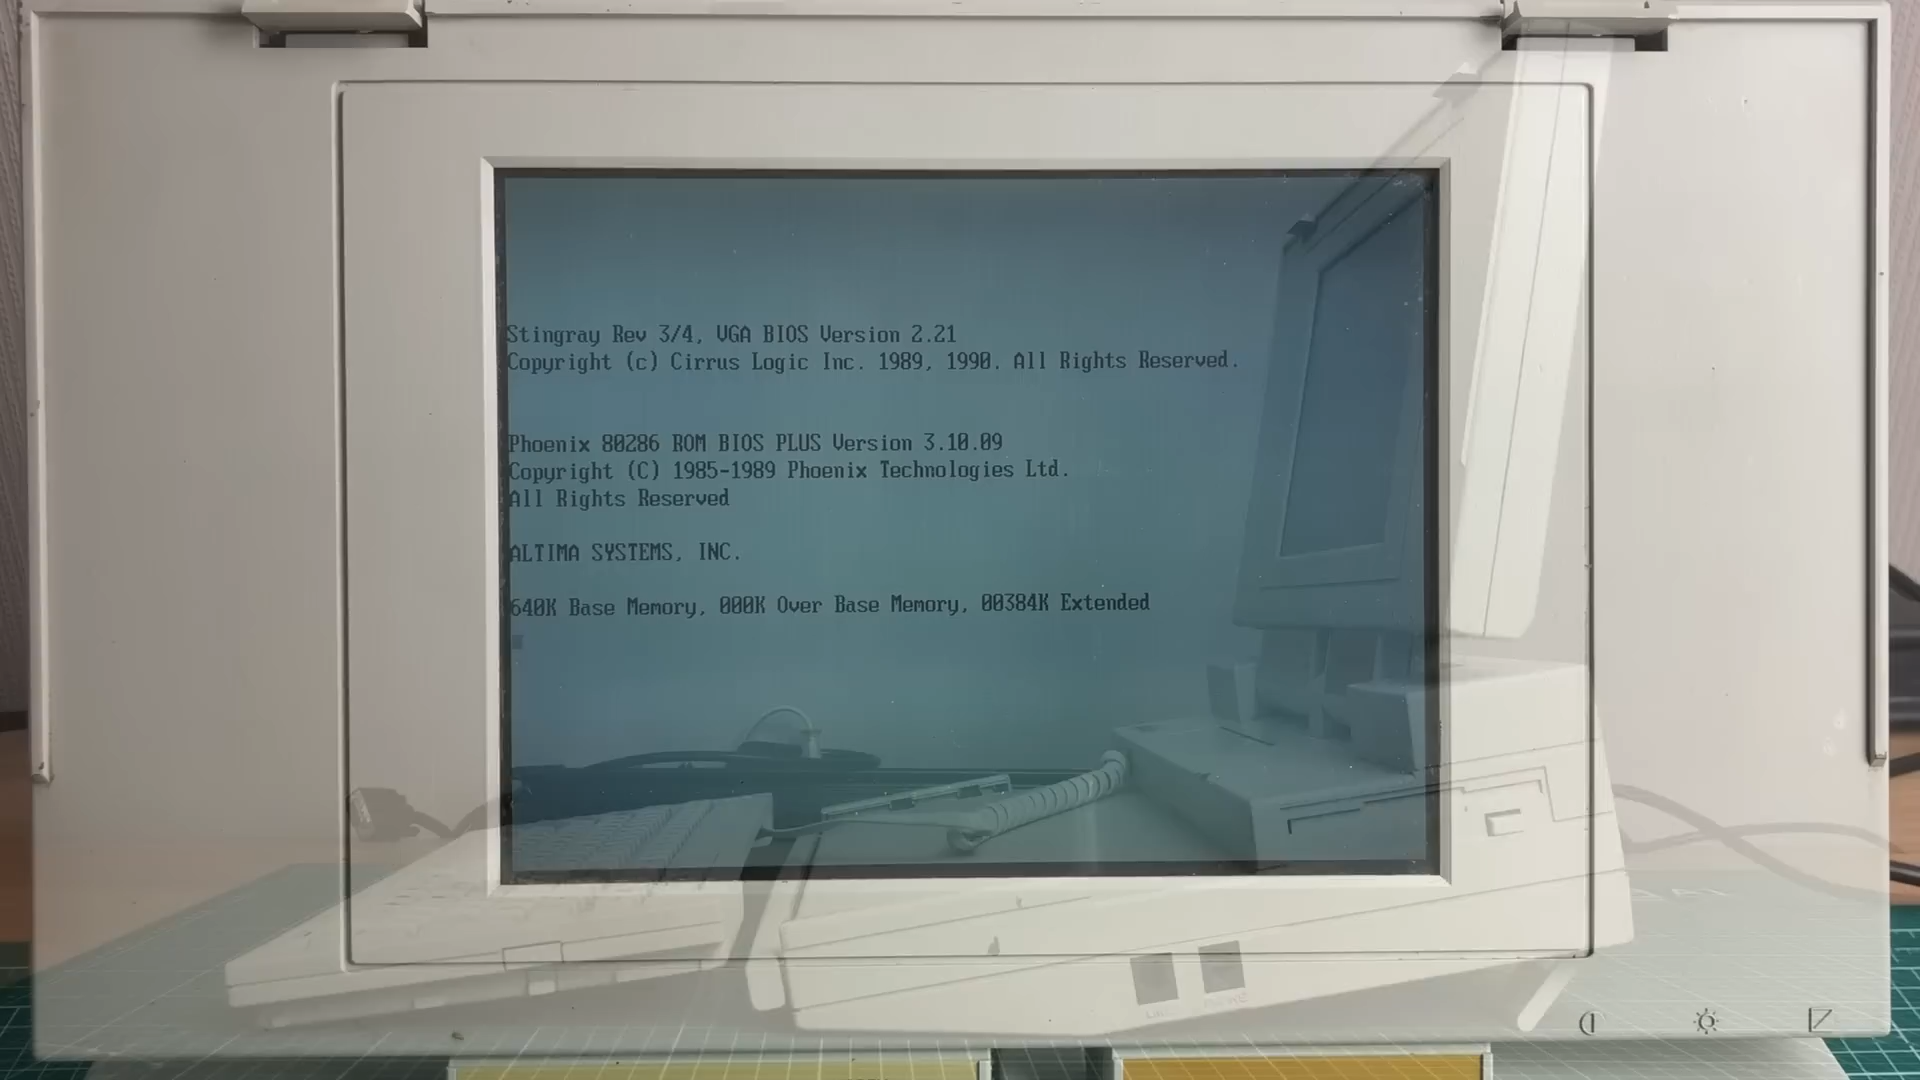 Stingray Rev 3/4, VGA BIOS Version 2.21
Copyright (c) Cirrus Logic Inc. 1989, 1990. All Rights Reserved.
Phoenix 80286 ROM BIOS PLUS Version 3.10.09
Copyright (C) 1985-1989 Phoenix Technologies Ltd.
All Rights Reserved
ALTIMA SYSTEMS, INC.
640K Base Memory, 000K Over Base Memory, 00384K Extended